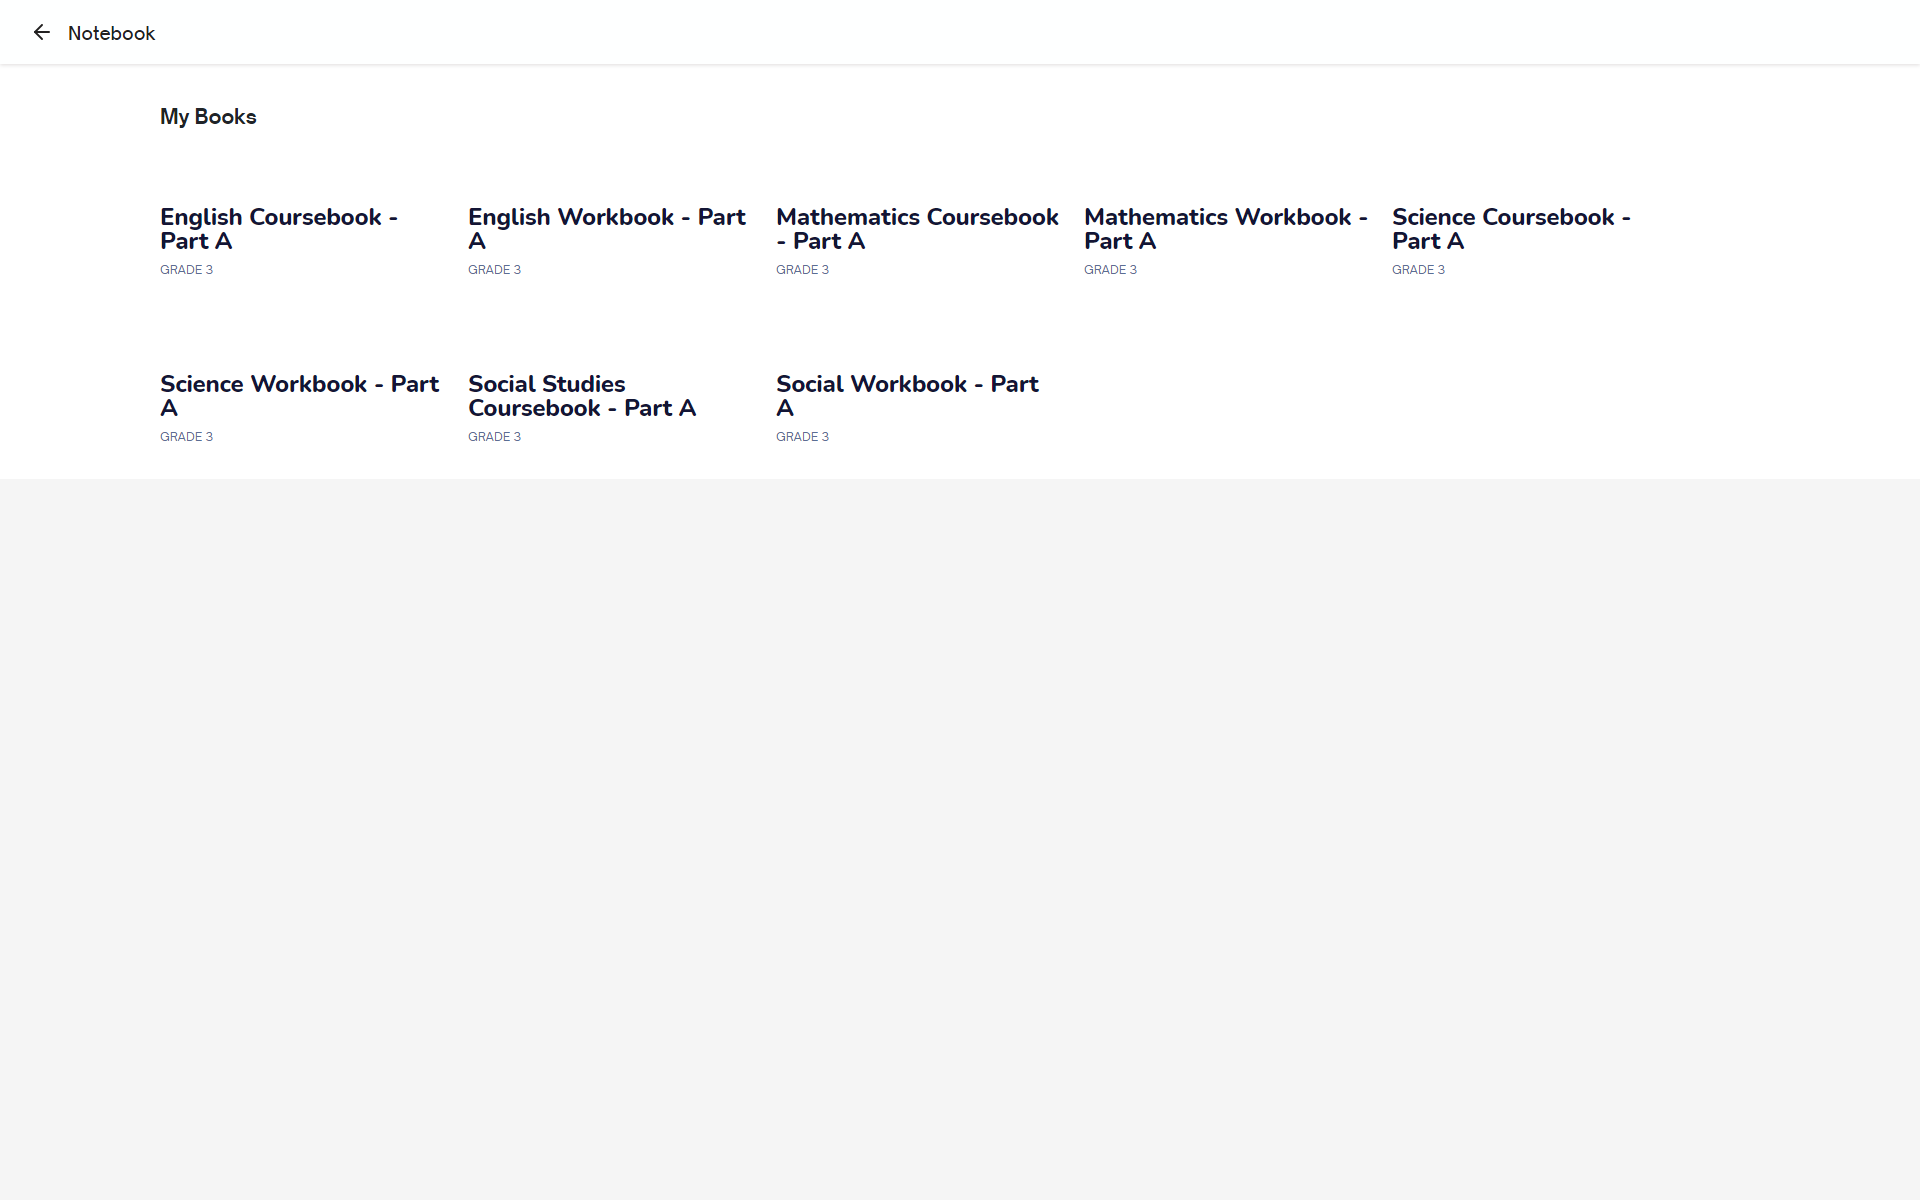 Notebook
My Books
English Coursebook -
Part A
GRADE 3
English Workbook - Part
A
GRADE 3
Mathematics Coursebook
- Part A
GRADE 3
Mathematics Workbook -
Part A
GRADE 3
Science Coursebook -
Part A
GRADE 3
Science Workbook - Part
A
GRADE 3
Social Studies
Coursebook - Part A
GRADE 3
Social Workbook - Part
A
GRADE 3